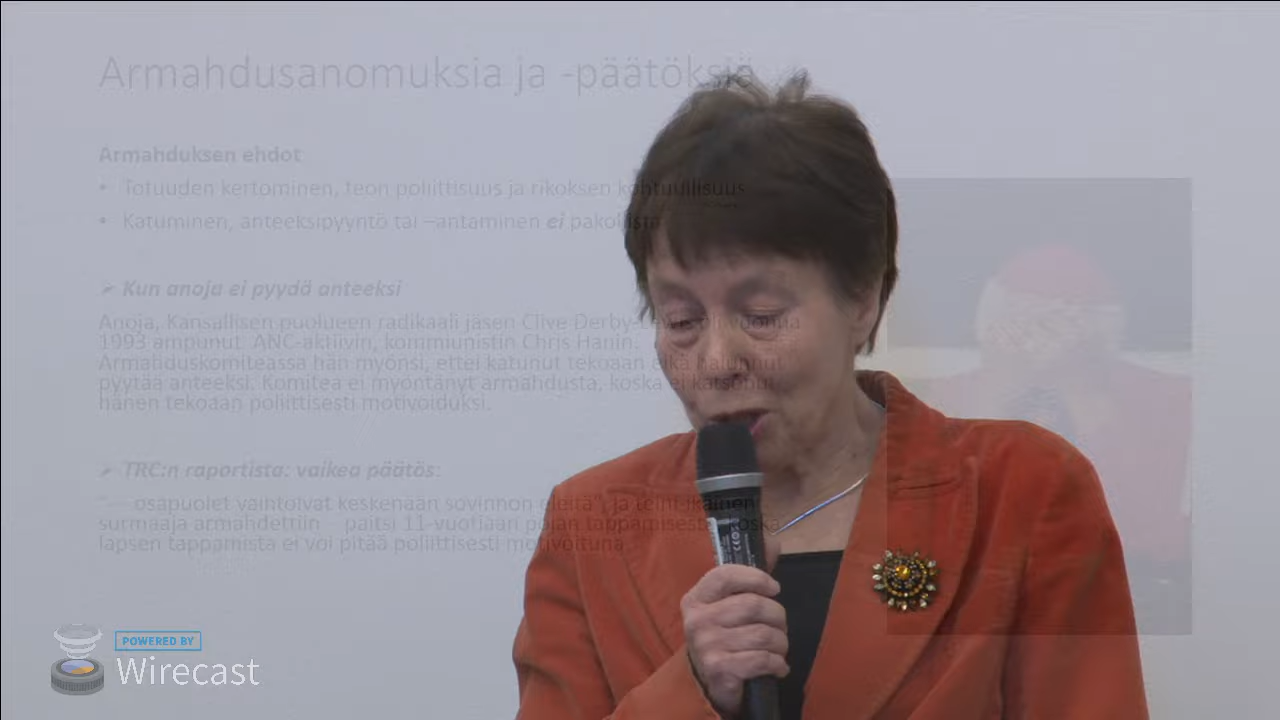 Armahdusanomuksia ja -päätöksiä
Armahduksen ehdot
• Totuuden kertominen, teon poliittisuus ja rikoksen kohtuullisuus
• Katuminen, anteeksipyyntö tai –antaminen ei pakollista
➢ Kun anoja ei pyydä anteeksi
Anoja, Kansallisen puolueen radikaali jäsen Clive Derby- vuonna
1993 ampunut ANC-aktiivin, kommunistin Chris Hanin.
Armahduskomiteassa hän myönsi, ettei katunut tekoaan eikä halunnut
pyytää anteeksi. Komitea ei myöntänyt armahdusta, koska ei katsonut
hänen tekoaan poliittisesti motivoiduksi.
➢ TRC:n raportista: vaikea päätös:
osapuolet vaihtoivat keskenään sovinnon eleitä", ja teini-ikäinen
surmaaja armahdettiin paitsi 11-vuotiaan pojan tappamisesta, koska
lapsen tappamista ei voi pitää poliittisesti motivoituna
POWERED BY
Wirecast